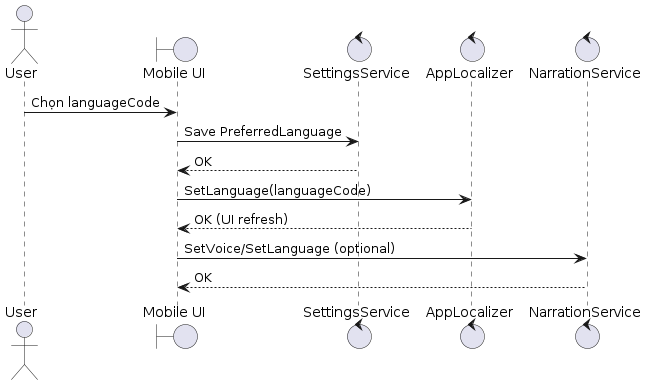 User
Mobile UI
SettingsService
AppLocalizer
NarrationService
Chọn languageCode
Save PreferredLanguage
OK
SetLanguage(languageCode)
OK (UI refresh)
SetVoice/SetLanguage (optional)
OK
User
Mobile UI
SettingsService
AppLocalizer
NarrationService